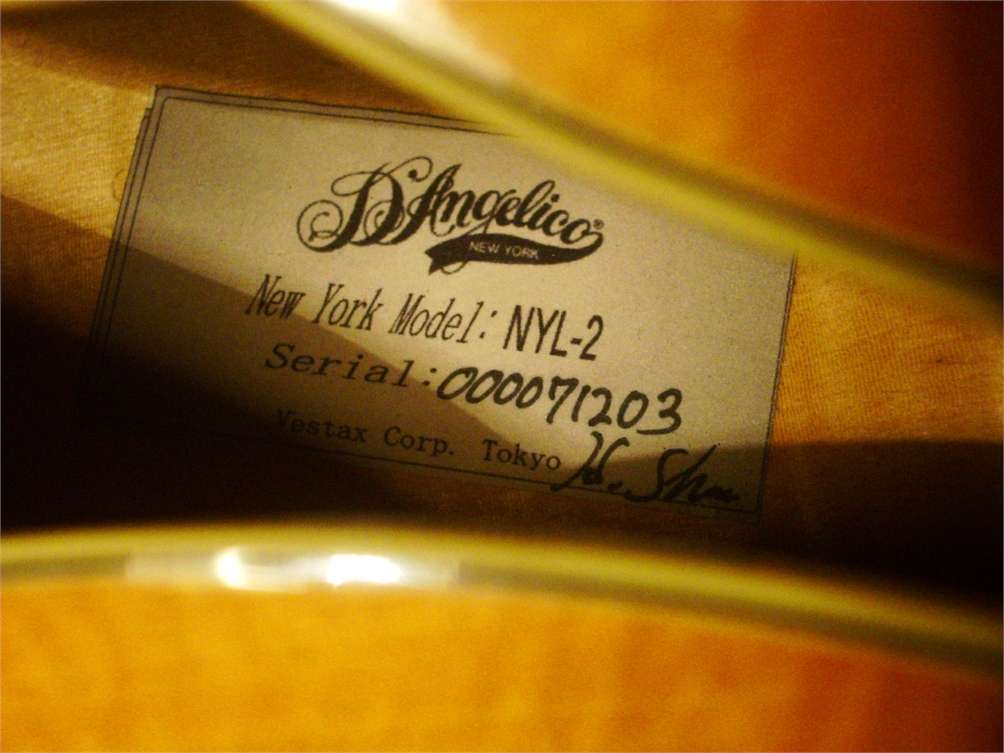 D'Angelico®
NEW YORK
New York Model: NYL-2
Serial: 000071203
Vestax Corp. Tokyo H.